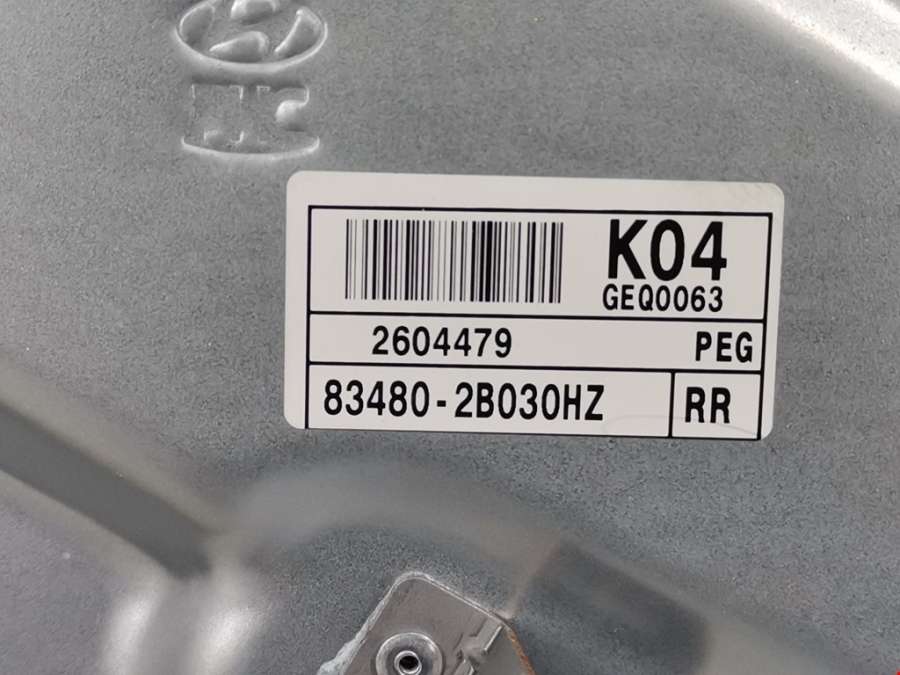 K04
GEQ0063
2604479 PEG
83480-2B030HZ RR